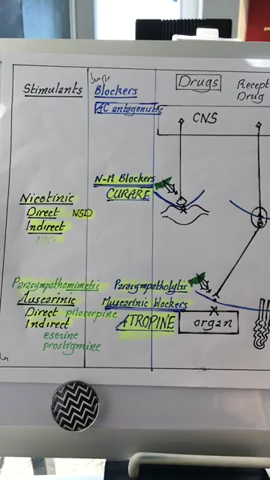 Stimulants
Blockers
AC antagonists
Drugs
Recept
Drug
CNS
N-M Blockers
CURARE
Nicotinic
Direct NSD
Indirect
Parasympathomimetic
Muscarinic
Direct pilocarpine
Indirect
eserine
prostigmine
Parasympatholytic
Muscarinic blockers
ATROPINE
organ